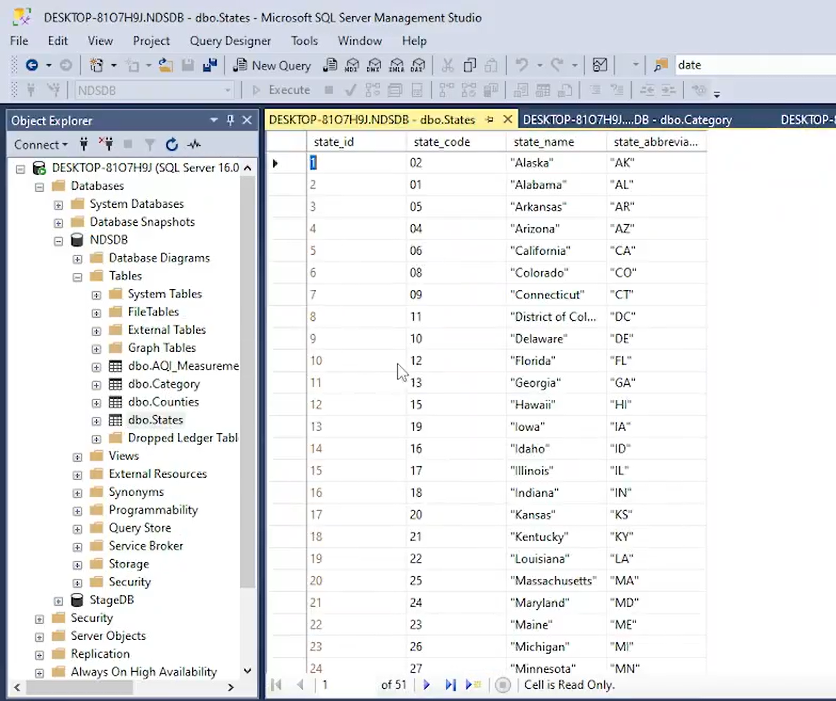 DESKTOP-81O7H9J.NDSDB - dbo.States - Microsoft SQL Server Management Studio
File Edit View Project Query Designer Tools Window Help
New Query MDX DMX XMLA DAX date
NDSDB Execute
Object Explorer
DESKTOP-81O7H9J.NDSDB - dbo.States
DESKTOP-81O7H9J....DB - dbo.Category
DESKTOP-81
Connect
DESKTOP-81O7H9J (SQL Server 16.0
Databases
System Databases
Database Snapshots
NDSDB
Database Diagrams
Tables
System Tables
FileTables
External Tables
Graph Tables
dbo.AQI_Measureme
dbo.Category
dbo.Counties
dbo.States
Dropped Ledger Tabl
Views
External Resources
Synonyms
Programmability
Query Store
Service Broker
Storage
Security
StageDB
Security
Server Objects
Replication
Always On High Availability
state_id state_code state_name state_abbrevia...
1 02 "Alaska" "AK"
2 01 "Alabama" "AL"
3 05 "Arkansas" "AR"
4 04 "Arizona" "AZ"
5 06 "California" "CA"
6 08 "Colorado" "CO"
7 09 "Connecticut" "CT"
8 11 "District of Col... "DC"
9 10 "Delaware" "DE"
10 12 "Florida" "FL"
11 13 "Georgia" "GA"
12 15 "Hawaii" "HI"
13 19 "Iowa" "IA"
14 16 "Idaho" "ID"
15 17 "Illinois" "IL"
16 18 "Indiana" "IN"
17 20 "Kansas" "KS"
18 21 "Kentucky" "KY"
19 22 "Louisiana" "LA"
20 25 "Massachusetts" "MA"
21 24 "Maryland" "MD"
22 23 "Maine" "ME"
23 26 "Michigan" "MI"
24 27 "Minnesota" "MN"
1 of 51 Cell is Read Only.